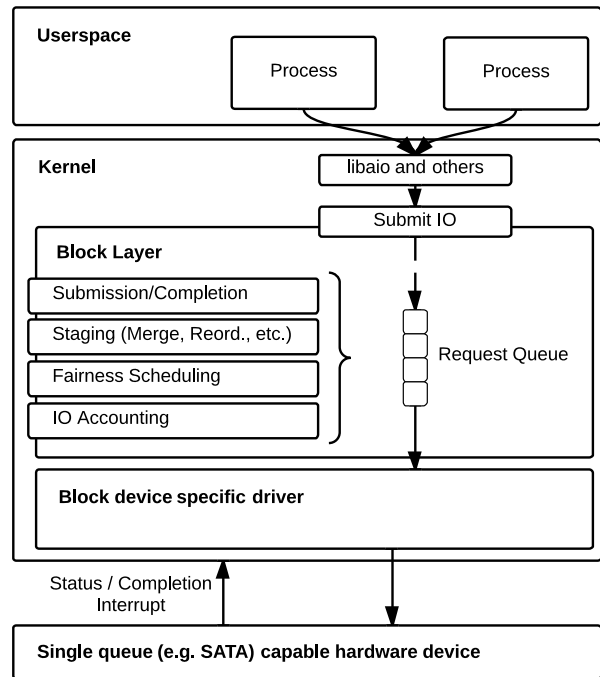 Userspace
Process
Process
Kernel
libaio and others
Submit IO
Block Layer
Submission/Completion
Staging (Merge, Reord., etc.)
Fairness Scheduling
IO Accounting
Request Queue
Block device specific driver
Status / Completion
Interrupt
Single queue (e.g. SATA) capable hardware device